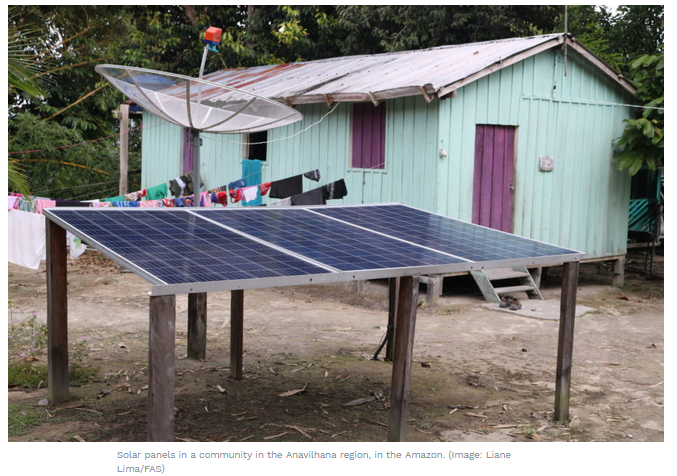 Solar panels in a community in the Anavilhana region, in the Amazon. (Image: Liane
Lima/FAS)